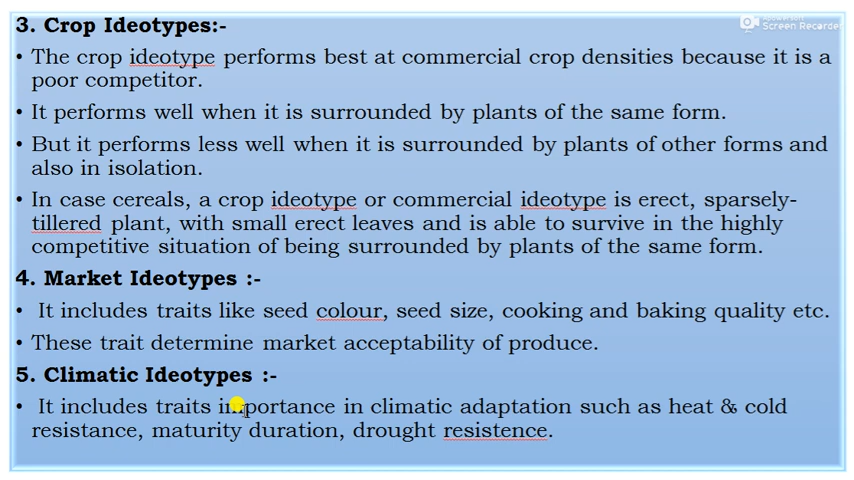 3. Crop Ideotypes:-
Screen Recorder
• The crop ideotype performs best at commercial crop densities because it is a
poor competitor.
• It performs well when it is surrounded by plants of the same form.
• But it performs less well when it is surrounded by plants of other forms and
also in isolation.
• In case cereals, a crop ideotype or commercial ideotype is erect, sparsely-
tillered plant, with small erect leaves and is able to survive in the highly
competitive situation of being surrounded by plants of the same form.
4. Market Ideotypes :-
• It includes traits like seed colour, seed size, cooking and baking quality etc.
• These trait determine market acceptability of produce.
5. Climatic Ideotypes :-
• It includes traits importance in climatic adaptation such as heat & cold
resistance, maturity duration, drought resistence.